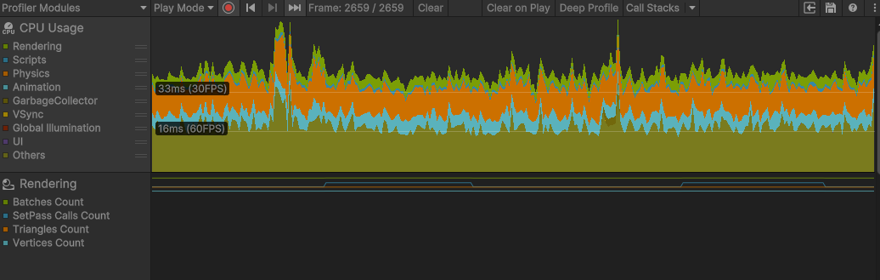 Profiler Modules Play Mode Frame: 2659 / 2659 Clear Clear on Play Deep Profile Call Stacks
CPU Usage
CPU
Rendering
Scripts
Physics
Animation
GarbageCollector
VSync
Global Illumination
UI
Others
33ms (30FPS)
16ms (60FPS)
Rendering
Batches Count
SetPass Calls Count
Triangles Count
Vertices Count